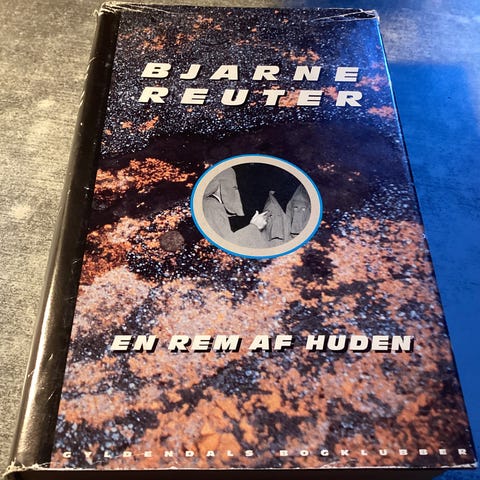 BJARNE
REUTER
EN REM AF HUDEN
GYLDENDALS BOGKLUBBER